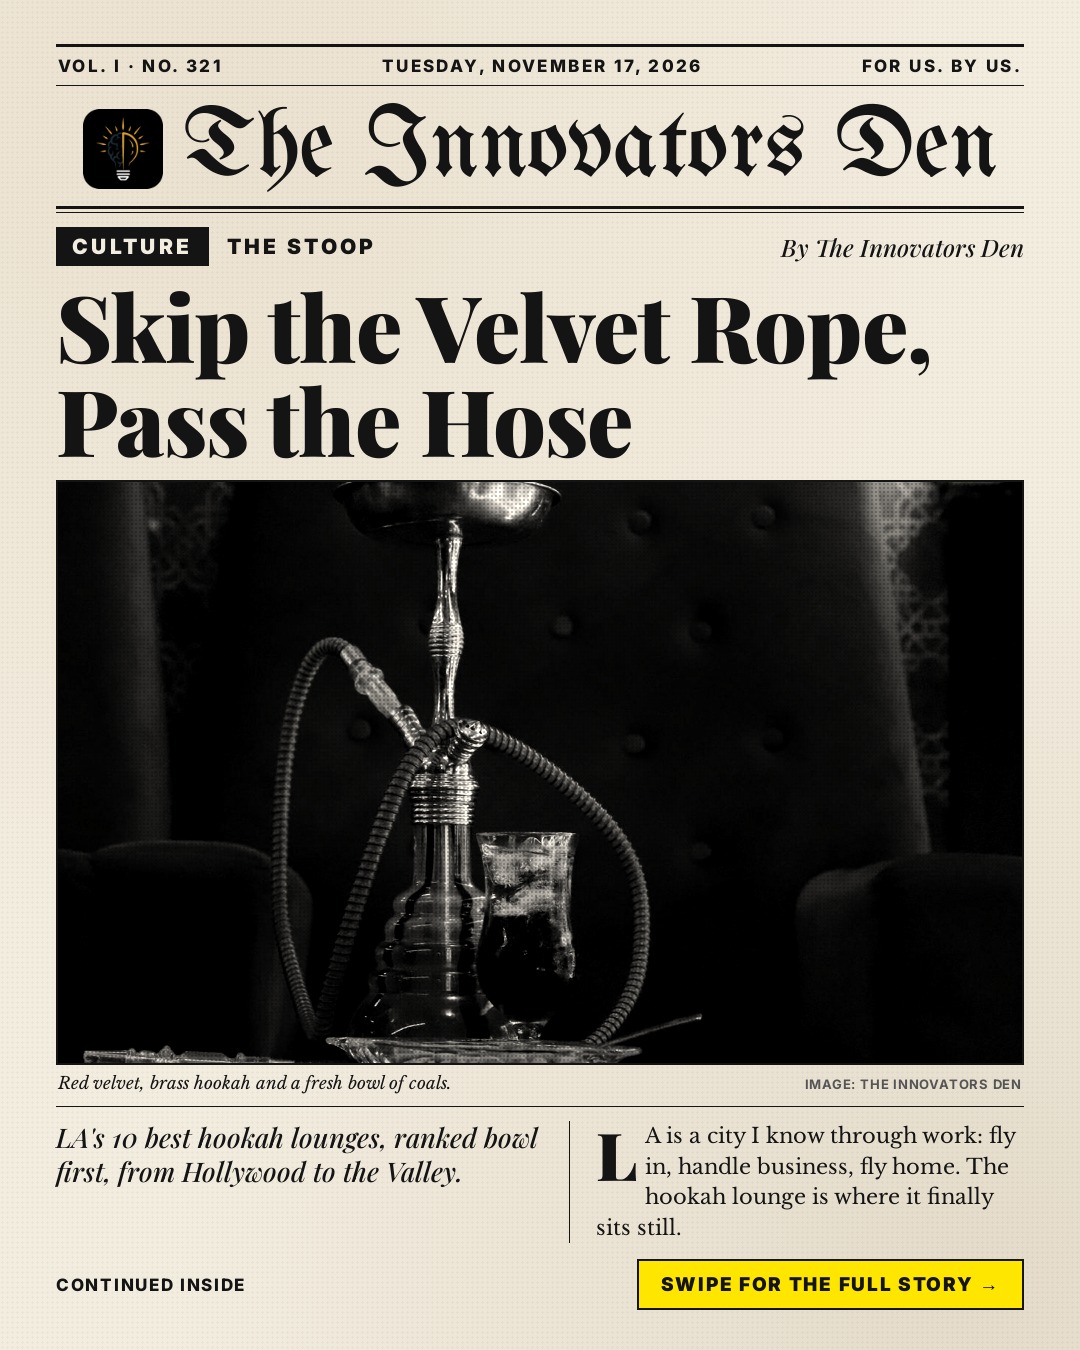 VOL. I · NO. 321
TUESDAY, NOVEMBER 17, 2026
FOR US. BY US.
The Innovators Den
CULTURE
THE STOOP
By The Innovators Den
Skip the Velvet Rope,
Pass the Hose
Red velvet, brass hookah and a fresh bowl of coals.
IMAGE: THE INNOVATORS DEN
LA's 10 best hookah lounges, ranked bowl
first, from Hollywood to the Valley.
LA is a city I know through work: fly
in, handle business, fly home. The
hookah lounge is where it finally
sits still.
CONTINUED INSIDE
SWIPE FOR THE FULL STORY →